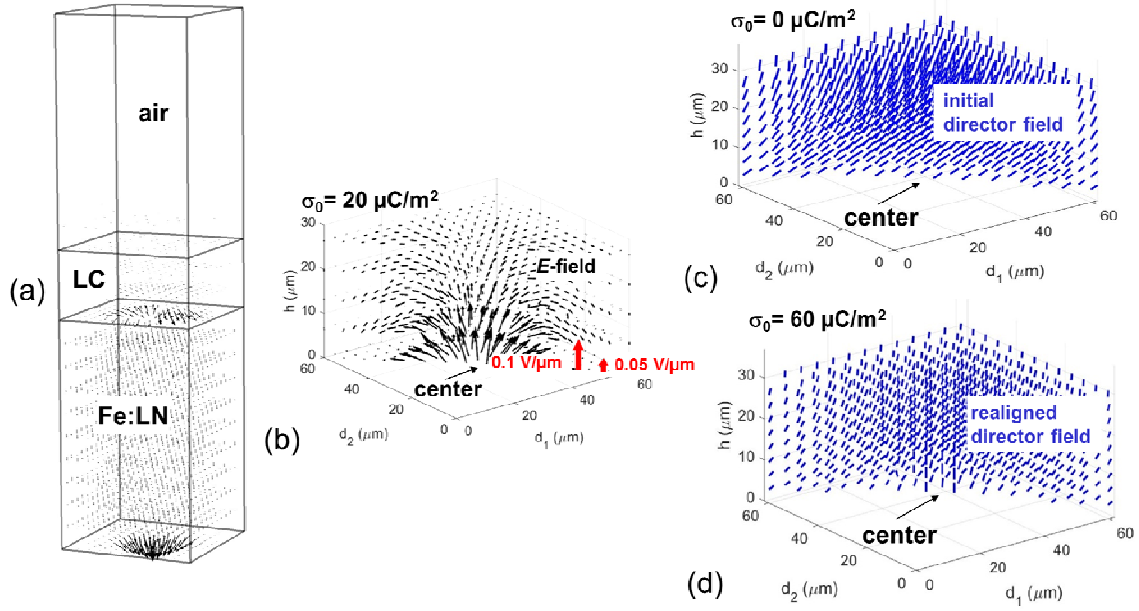 (a)
air
LC
Fe:LN
(b)
σ₀= 20 µC/m²
E-field
h (µm)
30
20
10
0
0.1 V/µm
0.05 V/µm
center
60
40
20
0
d₂ (µm)
0
20
40
60
d₁ (µm)
(c)
σ₀= 0 µC/m²
initial
director field
h (µm)
30
20
10
0
center
60
40
20
0
d₂ (µm)
0
20
40
60
d₁ (µm)
(d)
σ₀= 60 µC/m²
realigned
director field
h (µm)
30
20
10
0
center
60
40
20
0
d₂ (µm)
0
20
40
60
d₁ (µm)